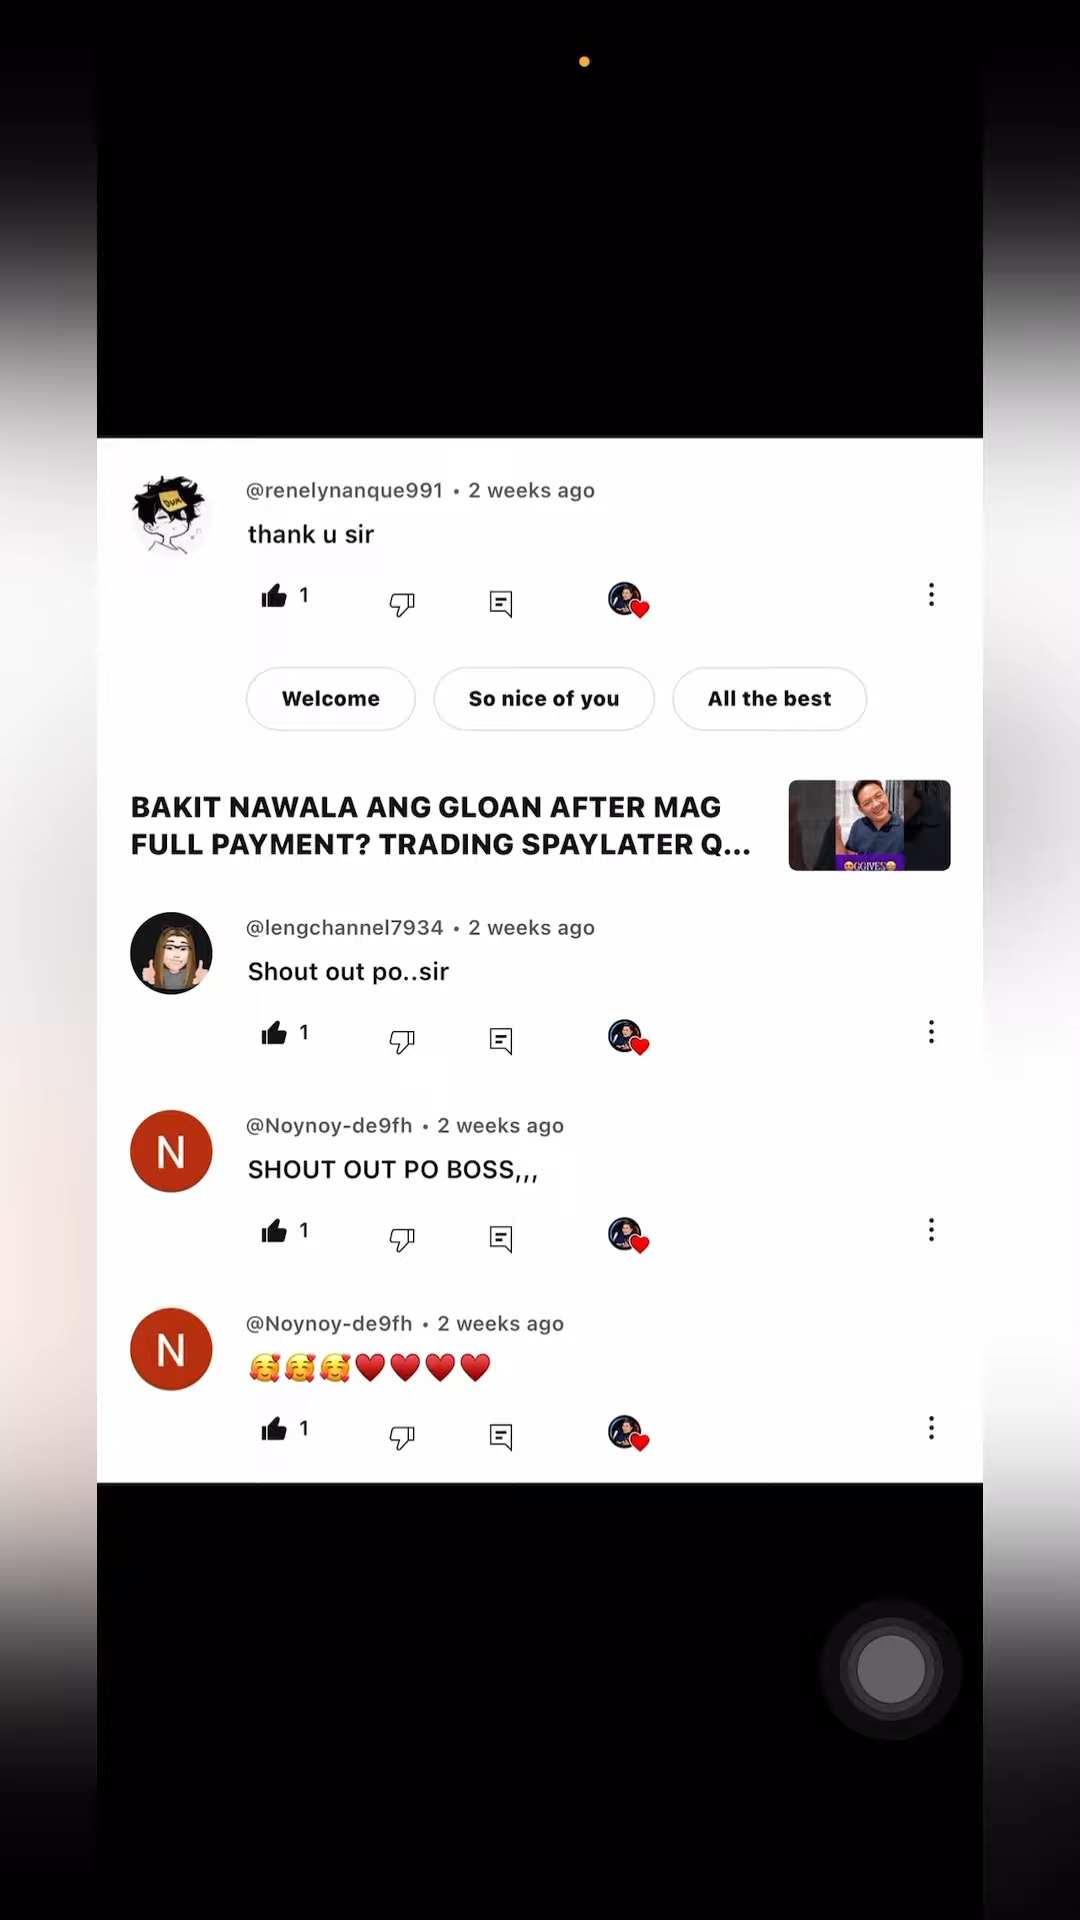 @renelynanque991 • 2 weeks ago
thank u sir
1
Welcome
So nice of you
All the best
BAKIT NAWALA ANG GLOAN AFTER MAG
FULL PAYMENT? TRADING SPAYLATER Q...
GGIVES
@lengchannel7934 • 2 weeks ago
Shout out po..sir
1
N
@Noynoy-de9fh • 2 weeks ago
SHOUT OUT PO BOSS,,,
1
N
@Noynoy-de9fh • 2 weeks ago
🥰🥰🥰♥️♥️♥️♥️
1